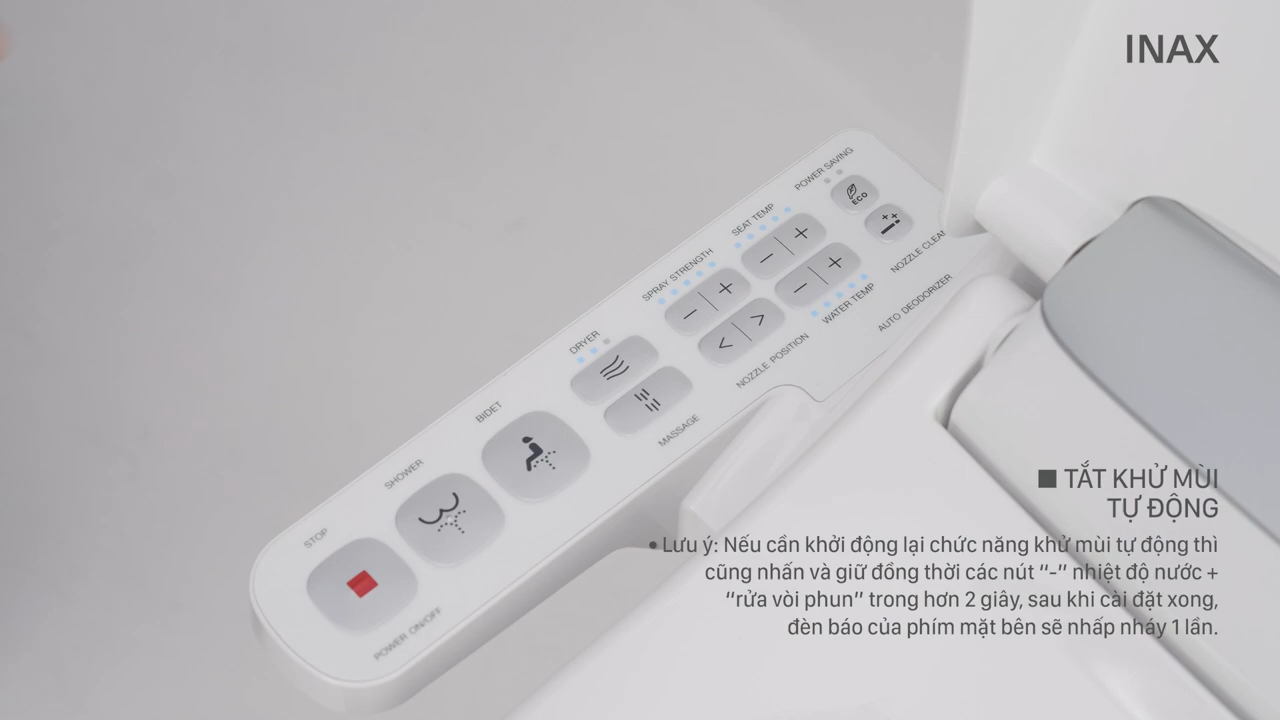 INAX
POWER SAVING
ECO
SEAT TEMP
SPRAY STRENGTH
NOZZLE CLEAN
WATER TEMP
AUTO DEODORIZER
DRYER
NOZZLE POSITION
BIDET
MASSAGE
SHOWER
STOP
POWER ON/OFF
■ TẮT KHỬ MÙI
TỰ ĐỘNG
• Lưu ý: Nếu cần khởi động lại chức năng khử mùi tự động thì
cũng nhấn và giữ đồng thời các nút “-” nhiệt độ nước +
“rửa vòi phun” trong hơn 2 giây, sau khi cài đặt xong,
đèn báo của phím mặt bên sẽ nhấp nháy 1 lần.